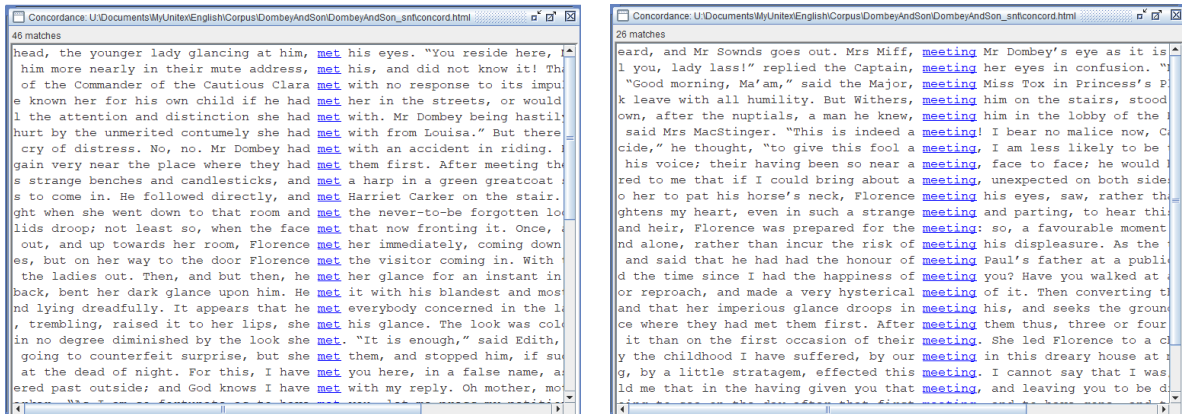 Concordance: U:\Documents\MyUnitex\English\Corpus\DombeyAndSon\DombeyAndSon_snt\concord.html
46 matches
head, the younger lady glancing at him, met his eyes. “You reside here,
him more nearly in their mute address, met his, and did not know it! Tha
of the Commander of the Cautious Clara met with no response to its impul
e known her for his own child if he had met her in the streets, or would
l the attention and distinction she had met with. Mr Dombey being hastil
hurt by the unmerited contumely she had met with from Louisa.” But there
cry of distress. No, no. Mr Dombey had met with an accident in riding.
gain very near the place where they had met them first. After meeting the
s strange benches and candlesticks, and met a harp in a green greatcoat
s to come in. He followed directly, and met Harriet Carker on the stair.
ght when she went down to that room and met the never-to-be forgotten loo
lids droop; not least so, when the face met that now fronting it. Once,
out, and up towards her room, Florence met her immediately, coming down
es, but on her way to the door Florence met the visitor coming in. With
the ladies out. Then, and but then, he met her glance for an instant in
back, bent her dark glance upon him. He met it with his blandest and mos
nd lying dreadfully. It appears that he met everybody concerned in the la
, trembling, raised it to her lips, she met his glance. The look was col
in no degree diminished by the look she met. “It is enough,” said Edith,
going to counterfeit surprise, but she met them, and stopped him, if su
at the dead of night. For this, I have met you here, in a false name, a
ered past outside; and God knows I have met with my reply. Oh mother, mo
Concordance: U:\Documents\MyUnitex\English\Corpus\DombeyAndSon\DombeyAndSon_snt\concord.html
26 matches
eard, and Mr Sownds goes out. Mrs Miff, meeting Mr Dombey’s eye as it is
l you, lady lass!” replied the Captain, meeting her eyes in confusion.
“Good morning, Ma’am,” said the Major, meeting Miss Tox in Princess’s P
k leave with all humility. But Withers, meeting him on the stairs, stood
own, after the nuptials, a man he knew, meeting him in the lobby of the
said Mrs MacStinger. “This is indeed a meeting! I bear no malice now, Ca
cide,” he thought, “to give this fool a meeting, I am less likely to be
his voice; their having been so near a meeting, face to face; he would
red to me that if I could bring about a meeting, unexpected on both side
o her to pat his horse’s neck, Florence meeting his eyes, saw, rather th
ghtens my heart, even in such a strange meeting and parting, to hear thi
and heir, Florence was prepared for the meeting: so, a favourable moment
nd alone, rather than incur the risk of meeting his displeasure. As the
and said that he had had the honour of meeting Paul’s father at a publi
d the time since I had the happiness of meeting you? Have you walked at
or reproach, and made a very hysterical meeting of it. Then converting t
and that her imperious glance droops in meeting his, and seeks the groun
ce where they had met them first. After meeting them thus, three or four
it than on the first occasion of their meeting. She led Florence to a c
y the childhood I have suffered, by our meeting in this dreary house at
g, by a little stratagem, effected this meeting. I cannot say that I was
ld me that in the having given you that meeting, and leaving you to be d